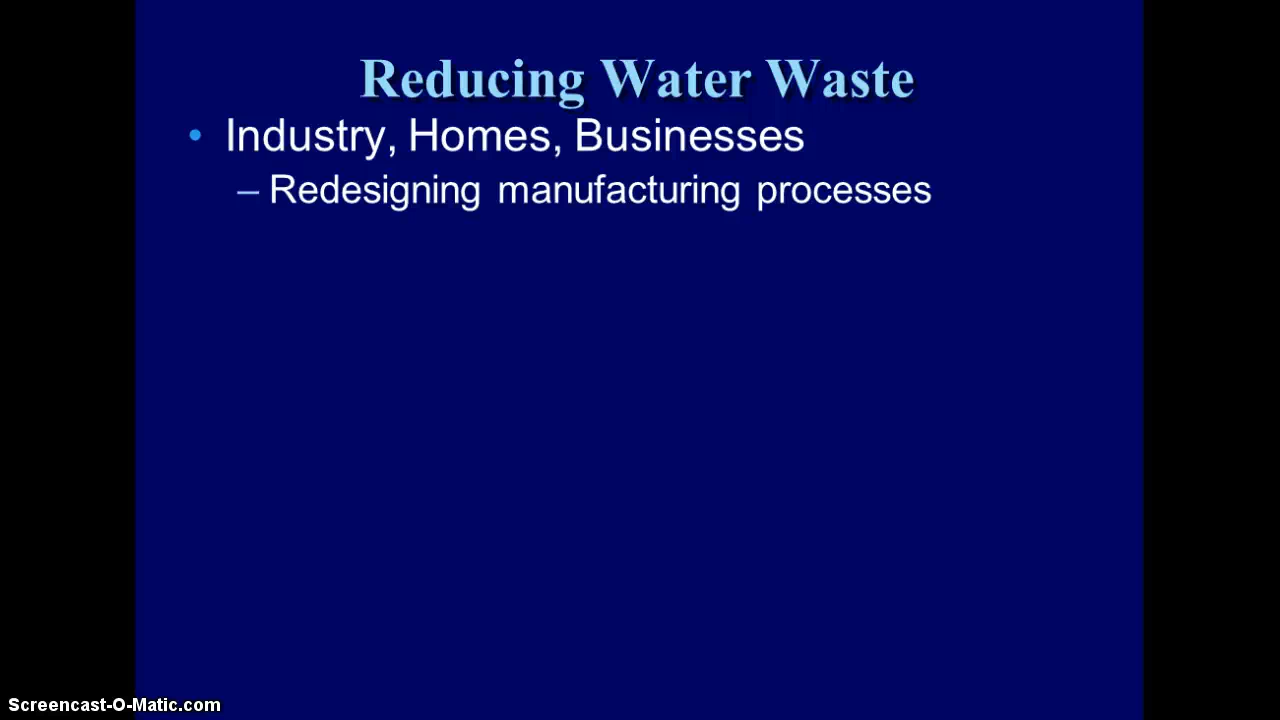 Reducing Water Waste
• Industry, Homes, Businesses
– Redesigning manufacturing processes
Screencast-O-Matic.com